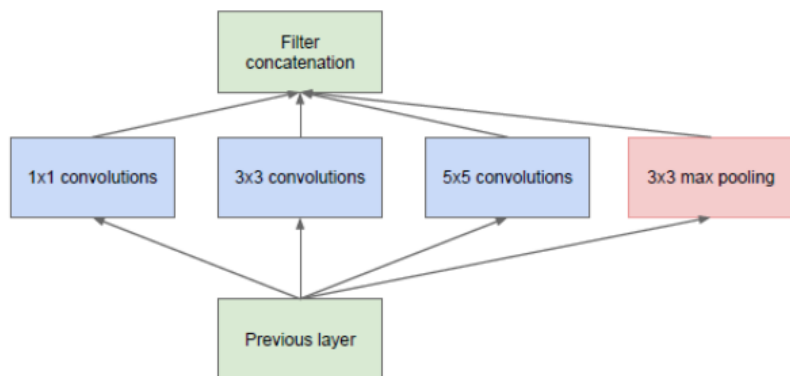 Filter
concatenation
1x1 convolutions
3x3 convolutions
5x5 convolutions
3x3 max pooling
Previous layer